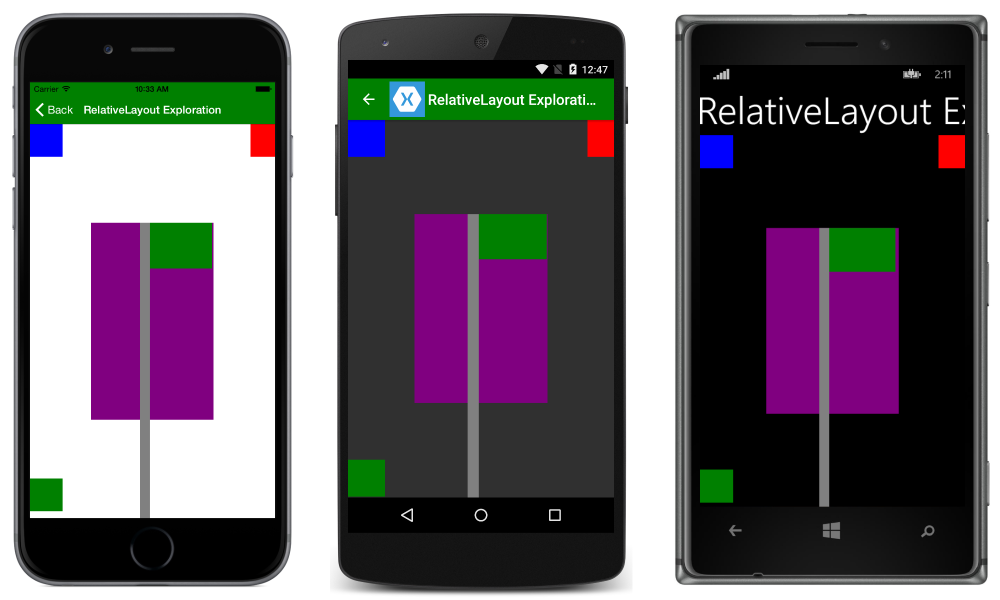 Carrier 10:33 AM
Back RelativeLayout Exploration
12:47
RelativeLayout Explorati...
2:11
RelativeLayout Ex